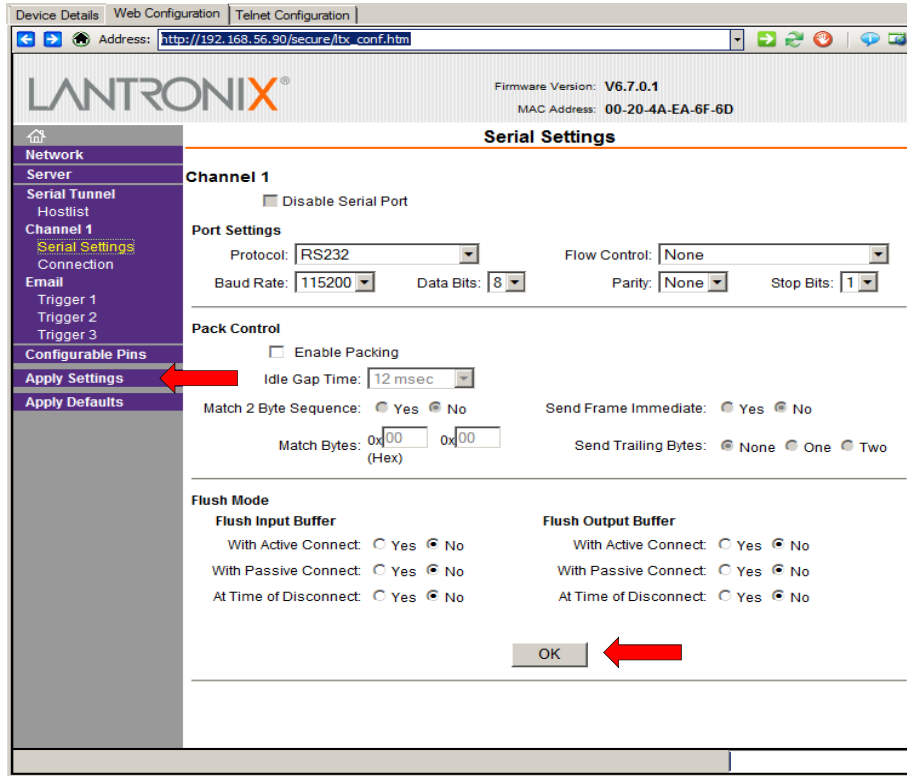 Device Details Web Configuration Telnet Configuration
Address: http://192.168.56.90/secure/ltx_conf.htm
LANTRONIX®
Firmware Version: V6.7.0.1
MAC Address: 00-20-4A-EA-6F-6D
Network
Server
Serial Tunnel
Hostlist
Channel 1
Serial Settings
Connection
Email
Trigger 1
Trigger 2
Trigger 3
Configurable Pins
Apply Settings
Apply Defaults
Serial Settings
Channel 1
Disable Serial Port
Port Settings
Protocol: RS232 Flow Control: None
Baud Rate: 115200 Data Bits: 8 Parity: None Stop Bits: 1
Pack Control
Enable Packing
Idle Gap Time: 12 msec
Match 2 Byte Sequence: Yes No Send Frame Immediate: Yes No
Match Bytes: 0x00 0x00 Send Trailing Bytes: None One Two
(Hex)
Flush Mode
Flush Input Buffer Flush Output Buffer
With Active Connect: Yes No With Active Connect: Yes No
With Passive Connect: Yes No With Passive Connect: Yes No
At Time of Disconnect: Yes No At Time of Disconnect: Yes No
OK